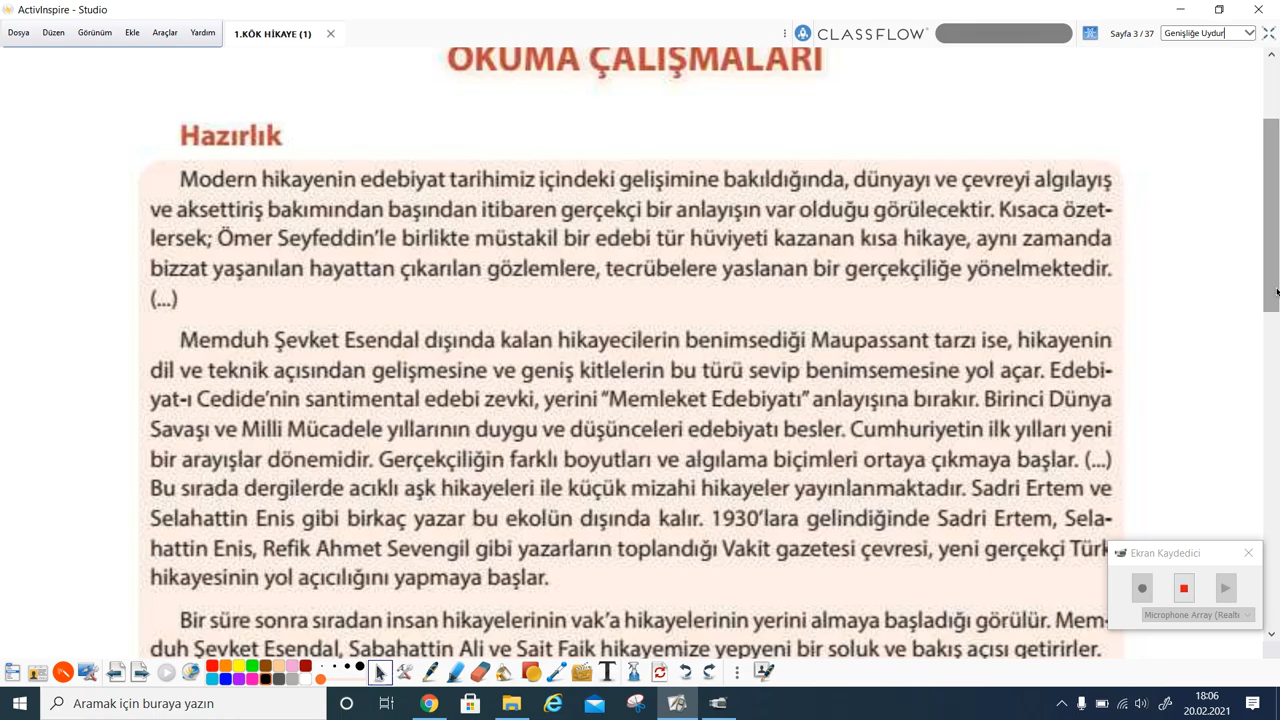 ActivInspire - Studio
Dosya Düzen Görünüm Ekle Araçlar Yardım 1.KÖK HİKAYE (1) CLASSFLOW Sayfa 3 / 37 Genişliğe Uydur
OKUMA ÇALIŞMALARI
Hazırlık
Modern hikayenin edebiyat tarihimiz içindeki gelişimine bakıldığında, dünyayı ve çevreyi algılayış
ve aksettiriş bakımından başından itibaren gerçekçi bir anlayışın var olduğu görülecektir. Kısaca özet-
lersek; Ömer Seyfeddin’le birlikte müstakil bir edebi tür hüviyeti kazanan kısa hikaye, aynı zamanda
bizzat yaşanılan hayattan çıkarılan gözlemlere, tecrübelere yaslanan bir gerçekçiliğe yönelmektedir.
(...)
Memduh Şevket Esendal dışında kalan hikayecilerin benimsediği Maupassant tarzı ise, hikayenin
dil ve teknik açısından gelişmesine ve geniş kitlelerin bu türü sevip benimsemesine yol açar. Edebi-
yat-ı Cedide’nin santimental edebi zevki, yerini “Memleket Edebiyatı” anlayışına bırakır. Birinci Dünya
Savaşı ve Milli Mücadele yıllarının duygu ve düşünceleri edebiyatı besler. Cumhuriyetin ilk yılları yeni
bir arayışlar dönemidir. Gerçekçiliğin farklı boyutları ve algılama biçimleri ortaya çıkmaya başlar. (...)
Bu sırada dergilerde acıklı aşk hikayeleri ile küçük mizahi hikayeler yayınlanmaktadır. Sadri Ertem ve
Selahattin Enis gibi birkaç yazar bu ekolün dışında kalır. 1930’lara gelindiğinde Sadri Ertem, Sela-
hattin Enis, Refik Ahmet Sevengil gibi yazarların toplandığı Vakit gazetesi çevresi, yeni gerçekçi Türk
hikayesinin yol açıcılığını yapmaya başlar.
Bir süre sonra sıradan insan hikayelerinin vak’a hikayelerinin yerini almaya başladığı görülür. Mem-
duh Şevket Esendal, Sabahattin Ali ve Sait Faik hikayemize yepyeni bir soluk ve bakış açısı getirirler.
Ekran Kaydedici
Microphone Array (Realt
Aramak için buraya yazın
18:06
20.02.2021